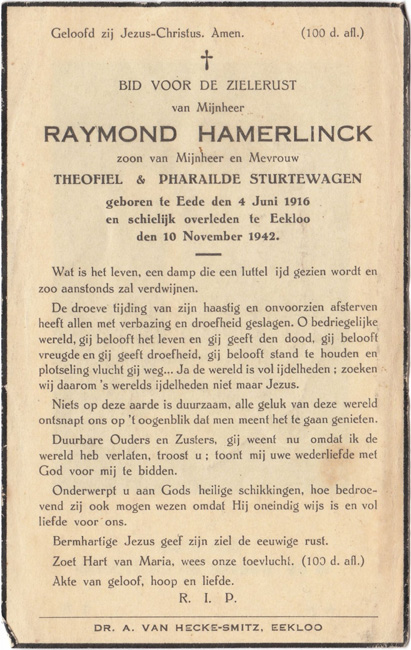 Geloofd zij Jezus-Christus. Amen. (100 d. afl.)
BID VOOR DE ZIELERUST
van Mijnheer
RAYMOND HAMERLINCK
zoon van Mijnheer en Mevrouw
THEOFIEL & PHARAILDE STURTEWAGEN
geboren te Eede den 4 Juni 1916
en schielijk overleden te Eekloo
den 10 November 1942.
Wat is het leven, een damp die een luttel ijd gezien wordt en
zoo aanstonds zal verdwijnen.
De droeve tijding van zijn haastig en onvoorzien afsterven
heeft allen met verbazing en droefheid geslagen. O bedriegelijke
wereld, gij belooft het leven en gij geeft den dood, gij belooft
vreugde en gij geeft droefheid, gij belooft stand te houden en
plotseling vlucht gij weg... Ja de wereld is vol ijdelheden ; zoeken
wij daarom 's werelds ijdelheden niet maar Jezus.
Niets op deze aarde is duurzaam, alle geluk van deze wereld
ontsnapt ons op 't oogenblik dat men meent het te gaan genieten.
Duurbare Ouders en Zusters, gij weent nu omdat ik de
wereld heb verlaten, troost u ; toont mij uwe wederliefde met
God voor mij te bidden.
Onderwerpt u aan Gods heilige schikkingen, hoe bedroe-
vend zij ook mogen wezen omdat Hij oneindig wijs is en vol
liefde voor ons.
Bermhartige Jezus geef zijn ziel de eeuwige rust.
Zoet Hart van Maria, wees onze toevlucht. (100 d. afl.)
Akte van geloof, hoop en liefde.
R. I. P.
DR. A. VAN HECKE-SMITZ, EEKLOO